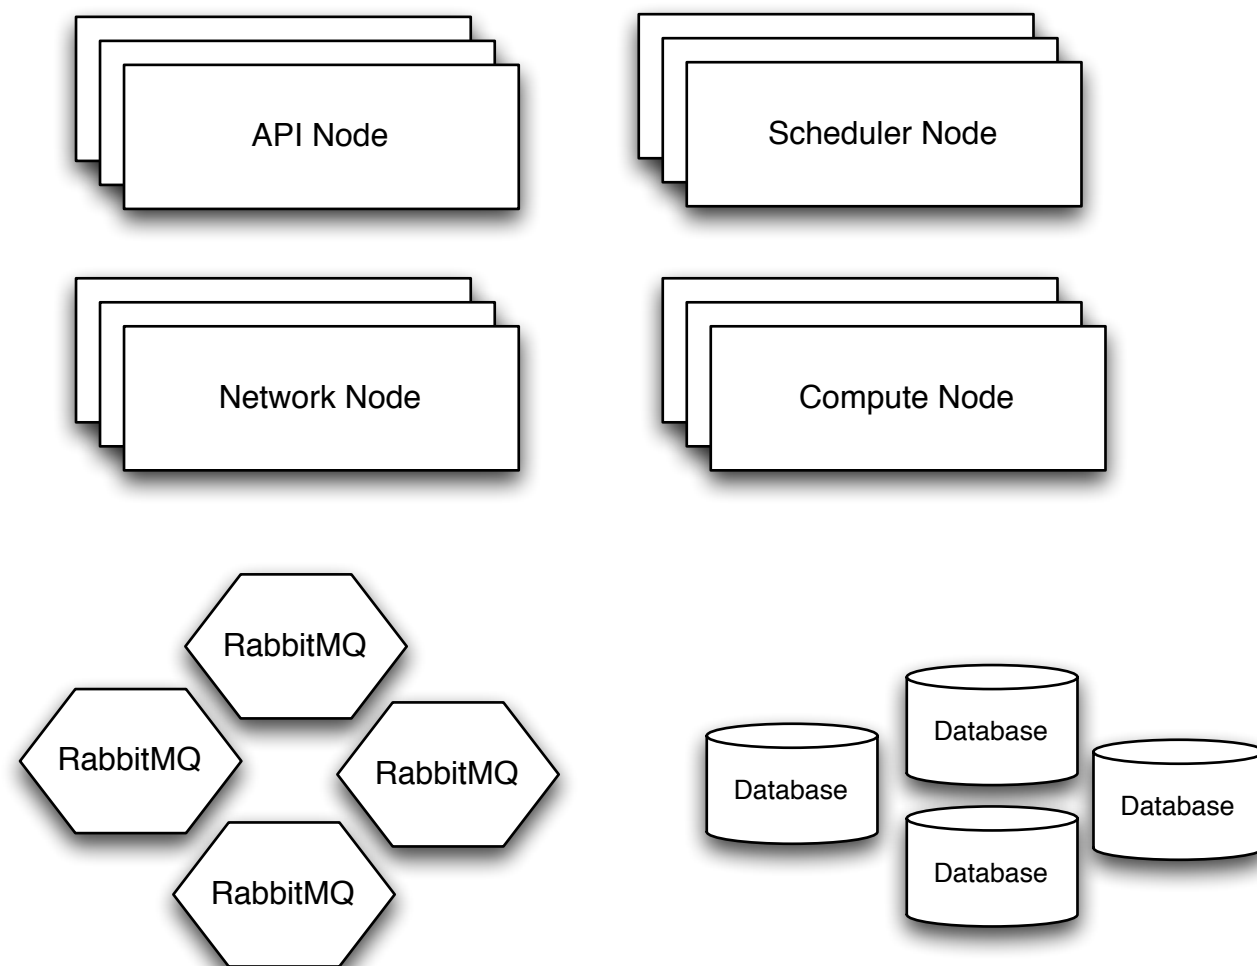 API Node
Scheduler Node
Network Node
Compute Node
RabbitMQ
RabbitMQ
RabbitMQ
RabbitMQ
Database
Database
Database
Database